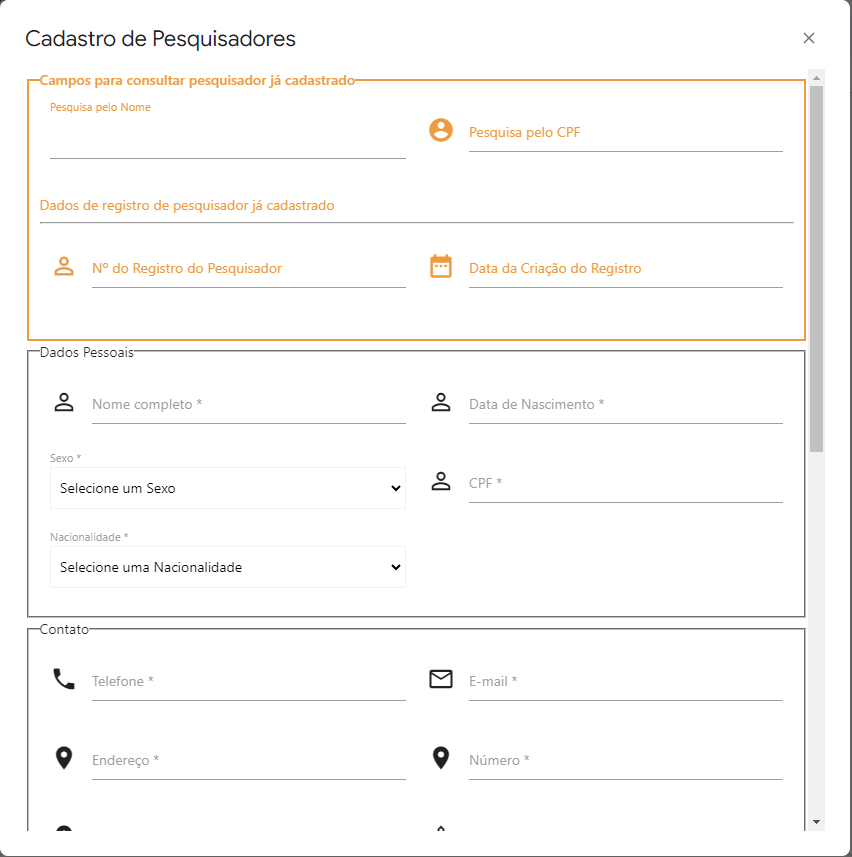 Cadastro de Pesquisadores
Campos para consultar pesquisador já cadastrado
Pesquisa pelo Nome
Pesquisa pelo CPF
Dados de registro de pesquisador já cadastrado
Nº do Registro do Pesquisador
Data da Criação do Registro
Dados Pessoais
Nome completo *
Data de Nascimento *
Sexo *
Selecione um Sexo
CPF *
Nacionalidade *
Selecione uma Nacionalidade
Contato
Telefone *
E-mail *
Endereço *
Número *